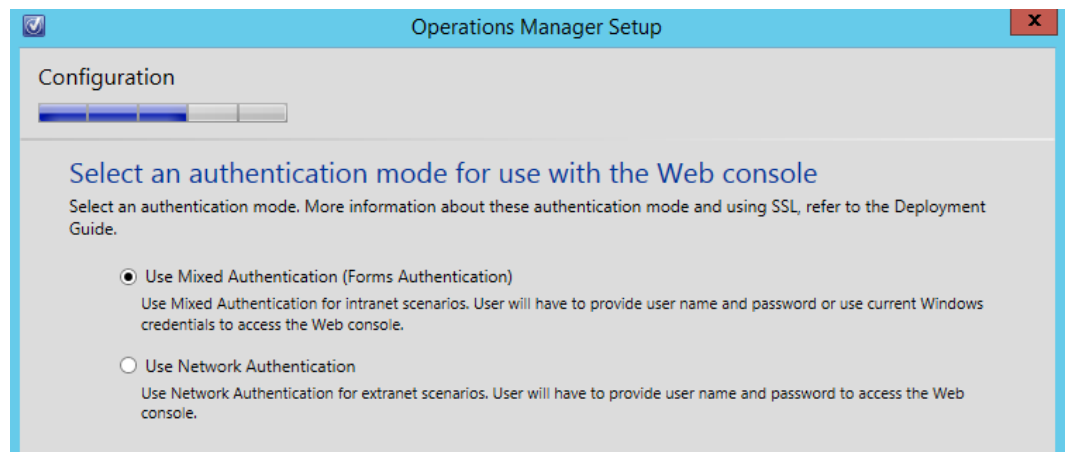 Operations Manager Setup
x
Configuration
Select an authentication mode for use with the Web console
Select an authentication mode. More information about these authentication mode and using SSL, refer to the Deployment
Guide.
Use Mixed Authentication (Forms Authentication)
Use Mixed Authentication for intranet scenarios. User will have to provide user name and password or use current Windows
credentials to access the Web console.
Use Network Authentication
Use Network Authentication for extranet scenarios. User will have to provide user name and password to access the Web
console.